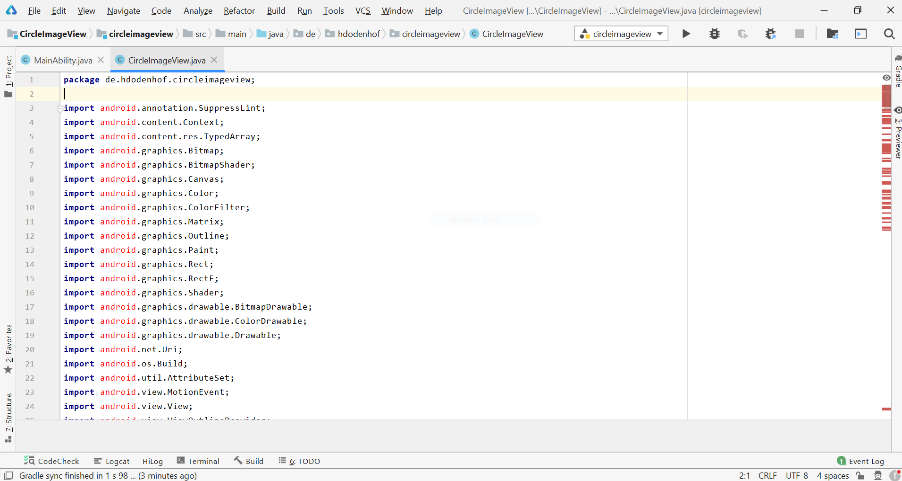 File Edit View Navigate Code Analyze Refactor Build Run Tools VCS Window Help CircleImageView [...\CircleImageView] - ...\CircleImageView.java [circleimageview]
CircleImageView circleimageview src main java de hdodenhof circleimageview CircleImageView circleimageview
MainAbility.java CircleImageView.java
1: Project
2: Favorites
7: Structure
Gradle
Previewer
1 package de.hdodenhof.circleimageview;
2
3 import android.annotation.SuppressLint;
4 import android.content.Context;
5 import android.content.res.TypedArray;
6 import android.graphics.Bitmap;
7 import android.graphics.BitmapShader;
8 import android.graphics.Canvas;
9 import android.graphics.Color;
10 import android.graphics.ColorFilter;
11 import android.graphics.Matrix;
12 import android.graphics.Outline;
13 import android.graphics.Paint;
14 import android.graphics.Rect;
15 import android.graphics.RectF;
16 import android.graphics.Shader;
17 import android.graphics.drawable.BitmapDrawable;
18 import android.graphics.drawable.ColorDrawable;
19 import android.graphics.drawable.Drawable;
20 import android.net.Uri;
21 import android.os.Build;
22 import android.util.AttributeSet;
23 import android.view.MotionEvent;
24 import android.view.View;
import android.view.ViewOutlineProvider;
CodeCheck Logcat HiLog Terminal Build 6: TODO 1 Event Log
Gradle sync finished in 1 s 98 ... (3 minutes ago) 2:1 CRLF UTF 8 4 spaces